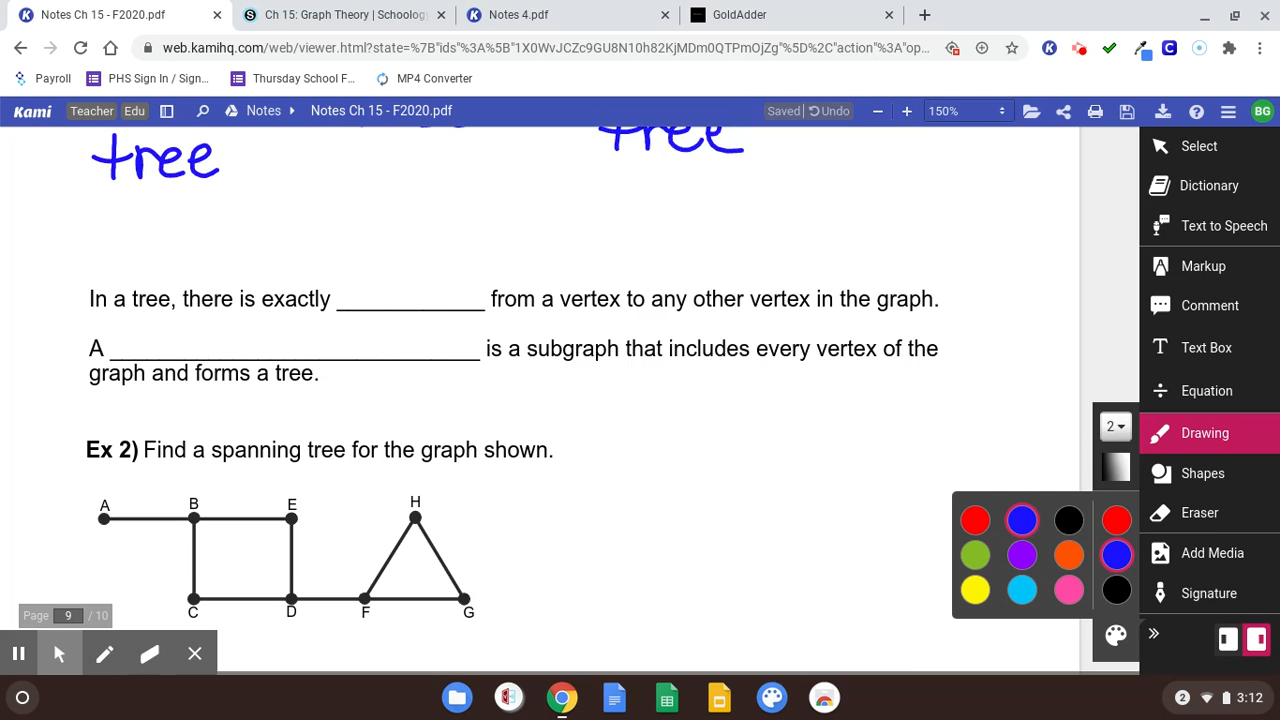 Notes Ch 15 - F2020.pdf
Ch 15: Graph Theory | Schoolog
Notes 4.pdf
GoldAdder
web.kamihq.com/web/viewer.html?state=%7B"ids"%3A%5B"1X0WvJCZc9GU8N10h82KjMDm0QTPmOjZg"%5D%2C"action"%3A"op...
Payroll
PHS Sign In / Sign...
Thursday School F...
MP4 Converter
Kami
Teacher
Edu
Notes
Notes Ch 15 - F2020.pdf
Saved
Undo
150%
BG
tree
tree
In a tree, there is exactly ____________ from a vertex to any other vertex in the graph.
A ______________________________ is a subgraph that includes every vertex of the
graph and forms a tree.
Ex 2) Find a spanning tree for the graph shown.
A B E H
C D F G
Page 9 / 10
Select
Dictionary
Text to Speech
Markup
Comment
Text Box
Equation
Drawing
Shapes
Eraser
Add Media
Signature
2
2
3:12